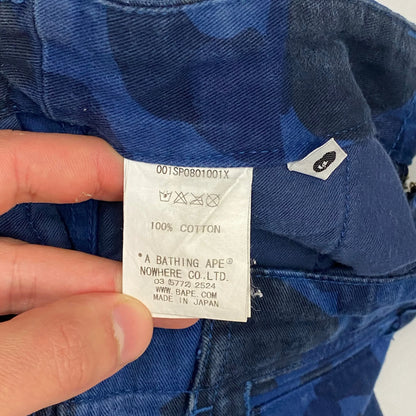 001SP0801001X
100% COTTON
*A BATHING APE®
NOWHERE CO.,LTD.
03 (5772) 2524
WWW.BAPE.COM
MADE IN JAPAN